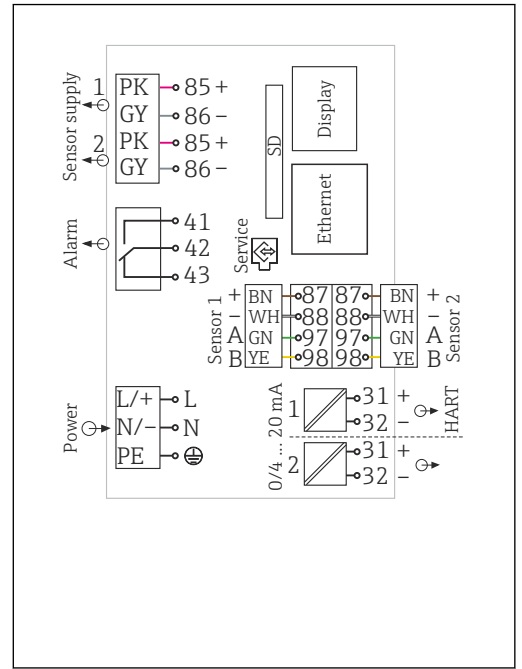 Sensor supply
1 PK 85 +
GY 86 –
2 PK 85 +
GY 86 –
Display
SD
Ethernet
Alarm
41
42
43
Service
Sensor 1
+ BN 87 87 BN +
– WH 88 88 WH –
A GN 97 97 GN A
B YE 98 98 YE B
Sensor 2
Power
L/+ L
N/– N
PE
0/4 ... 20 mA
1 31 +
32 –
HART
2 31 +
32 –